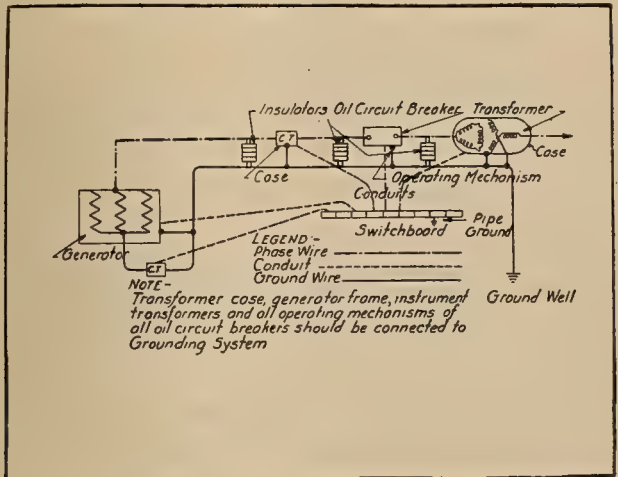 Insulators Oil Circuit Breaker Transformer
CT
Case
Case
Conduits
Operating Mechanism
Pipe
Ground
Switchboard
Generator
CT
LEGEND:-
Phase Wire
Conduit
Ground Wire
Ground Well
NOTE-
Transformer case, generator frame, instrument
transformers and all operating mechanisms of
all oil circuit breakers should be connected to
Grounding System